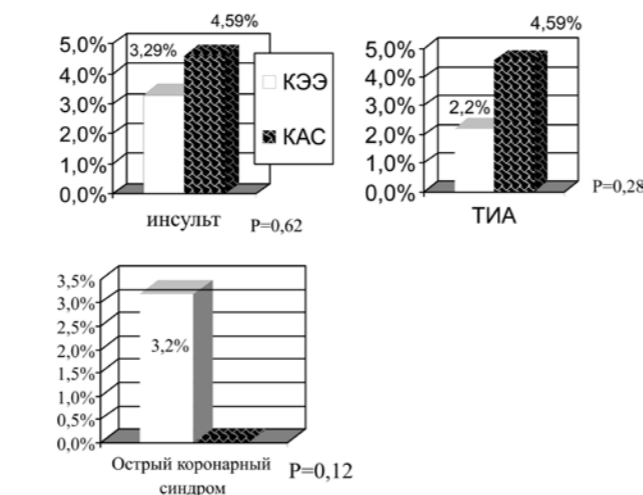 4,59%
5,0%
3,29%
4,0%
3,0%
2,0%
1,0%
0,0%
КЭЭ
КАС
инсульт
P=0,62
4,59%
5,0%
4,0%
3,0%
2,0%
1,0%
0,0%
2,2%
ТИА
P=0,28
3,5%
3,0%
2,5%
2,0%
1,5%
1,0%
0,5%
0,0%
3,2%
Острый коронарный
синдром
P=0,12